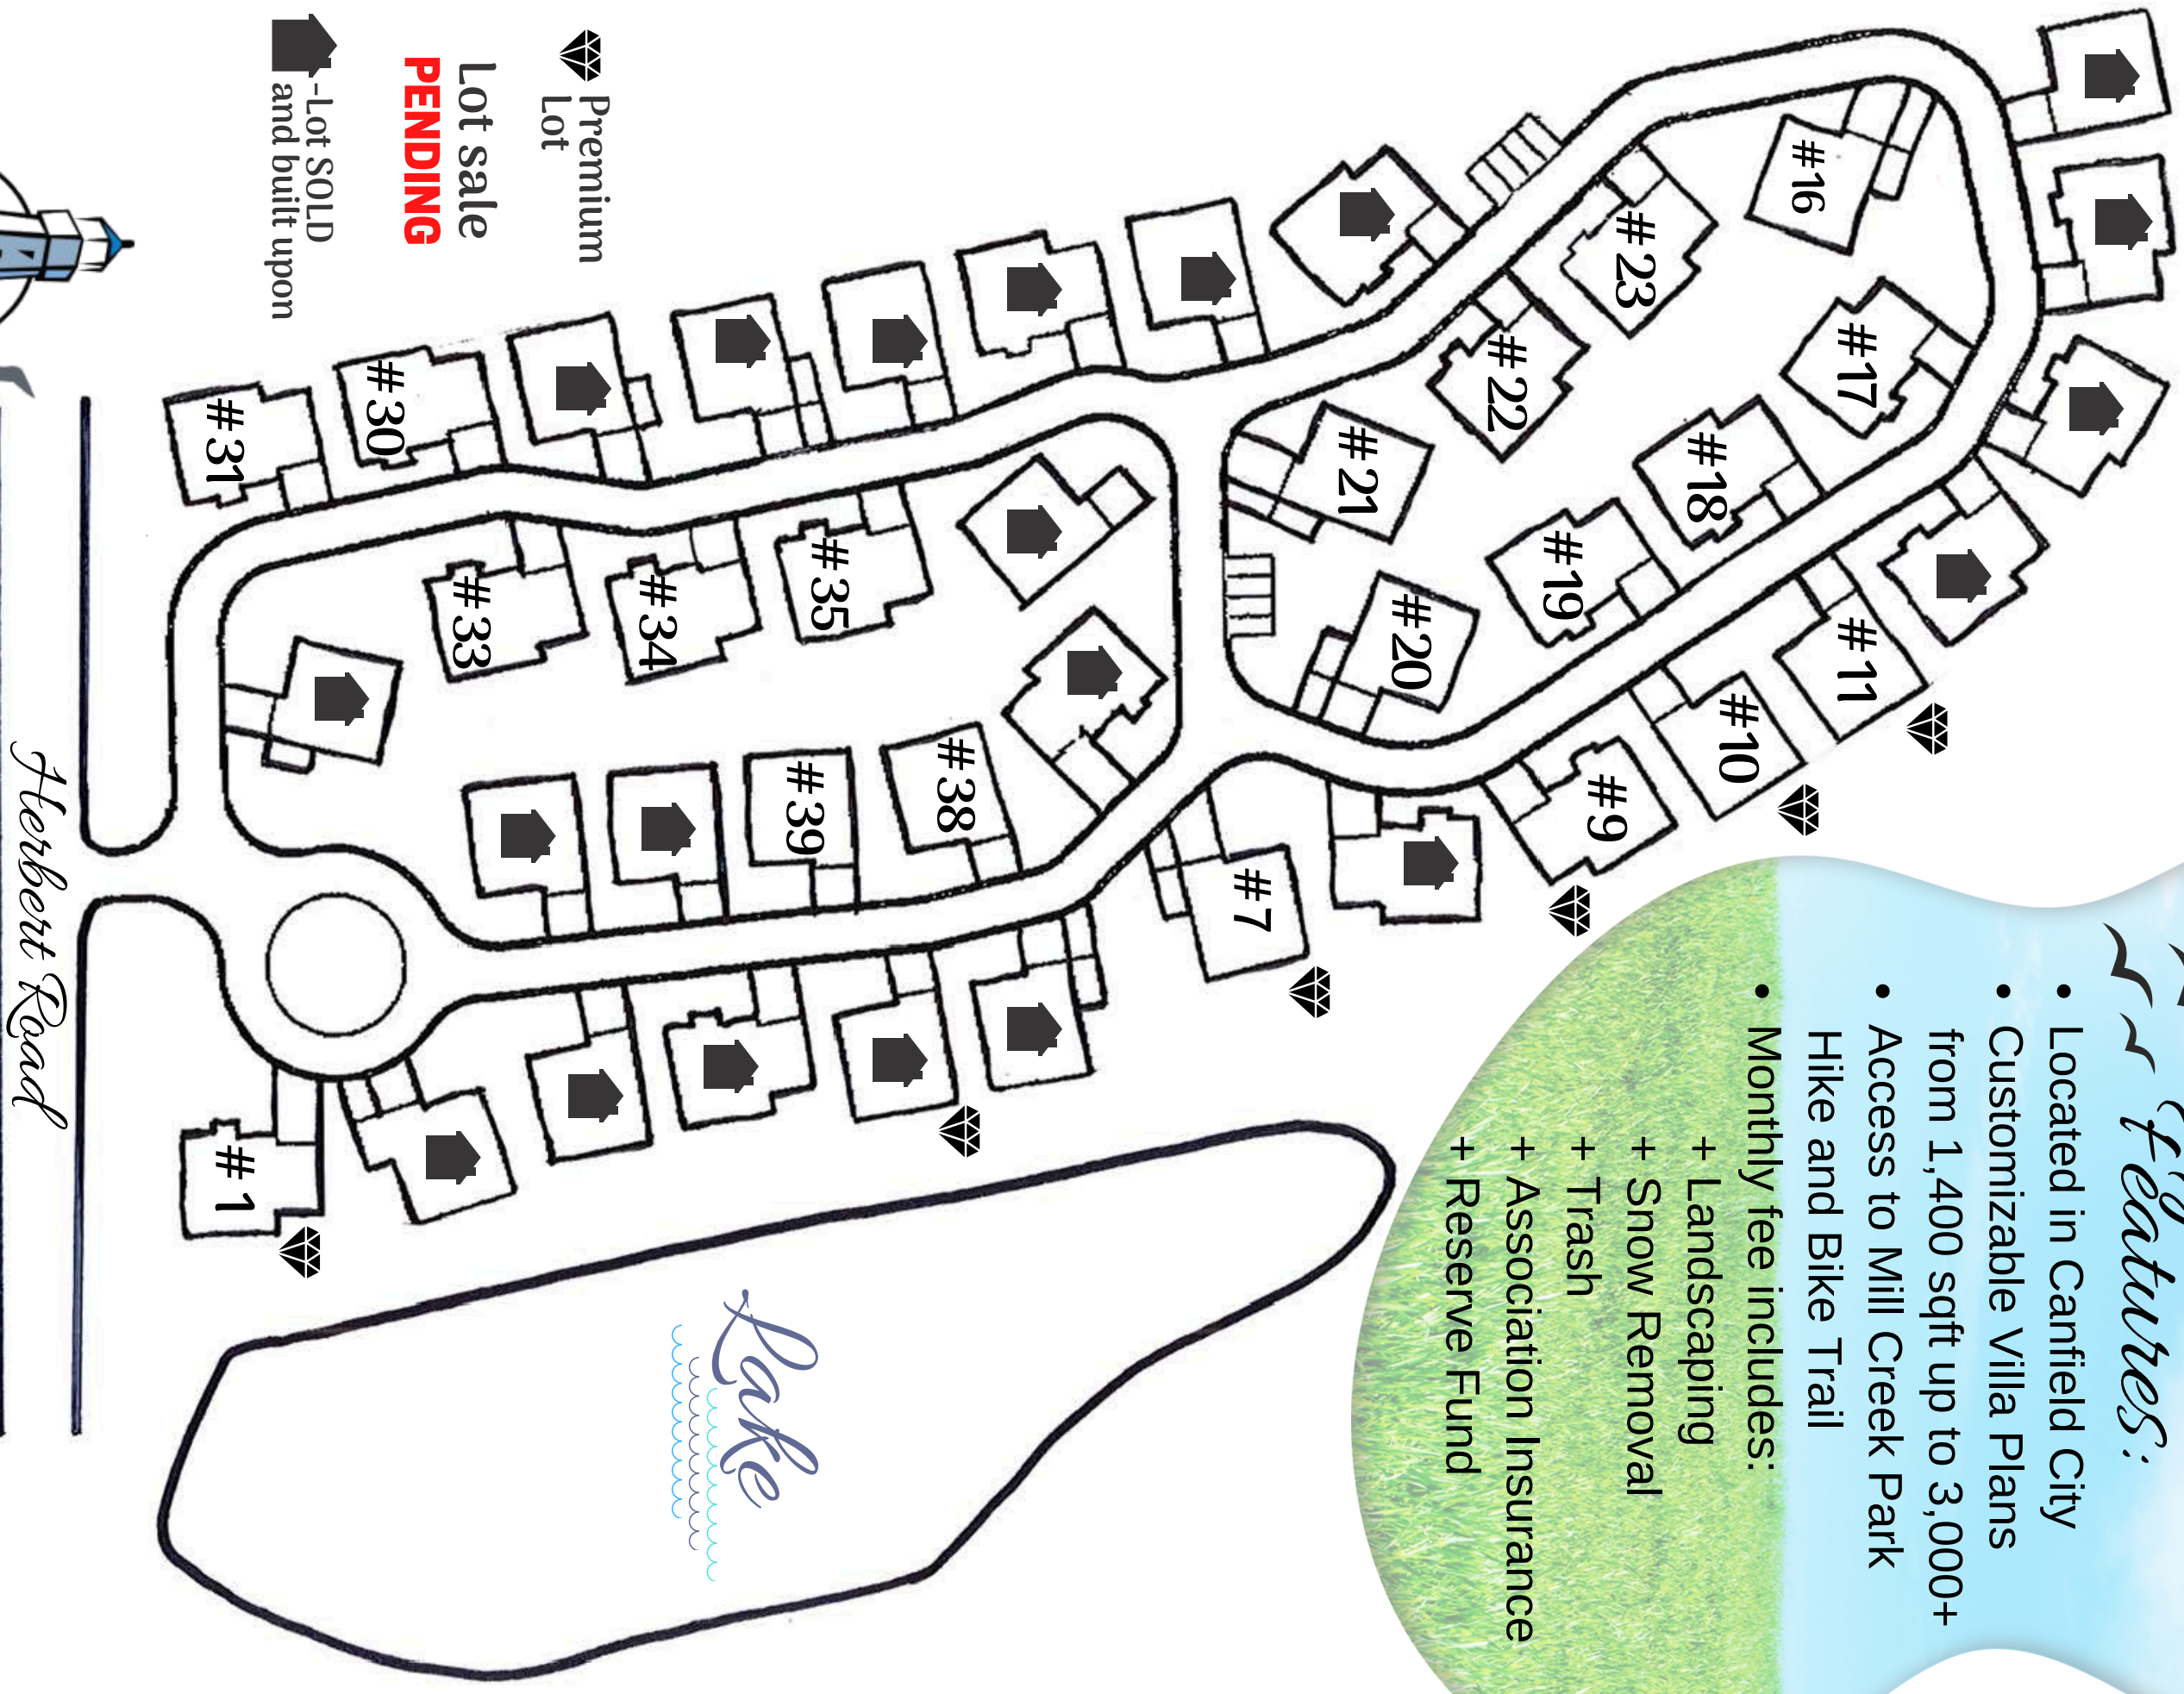 Features:
• Located in Canfield City
• Customizable Villa Plans
from 1,400 sqft up to 3,000+
• Access to Mill Creek Park
Hike and Bike Trail
• Monthly fee includes:
+ Landscaping
+ Snow Removal
+ Trash
+ Association Insurance
+ Reserve Fund
Premium
Lot
Lot sale
PENDING
-Lot SOLD
and built upon
#16
#17
#23
#18
#11
#10
#22
#19
#9
#21
#20
#7
#38
#35
#39
#34
#33
#30
#31
#1
Lake
Herbert Road